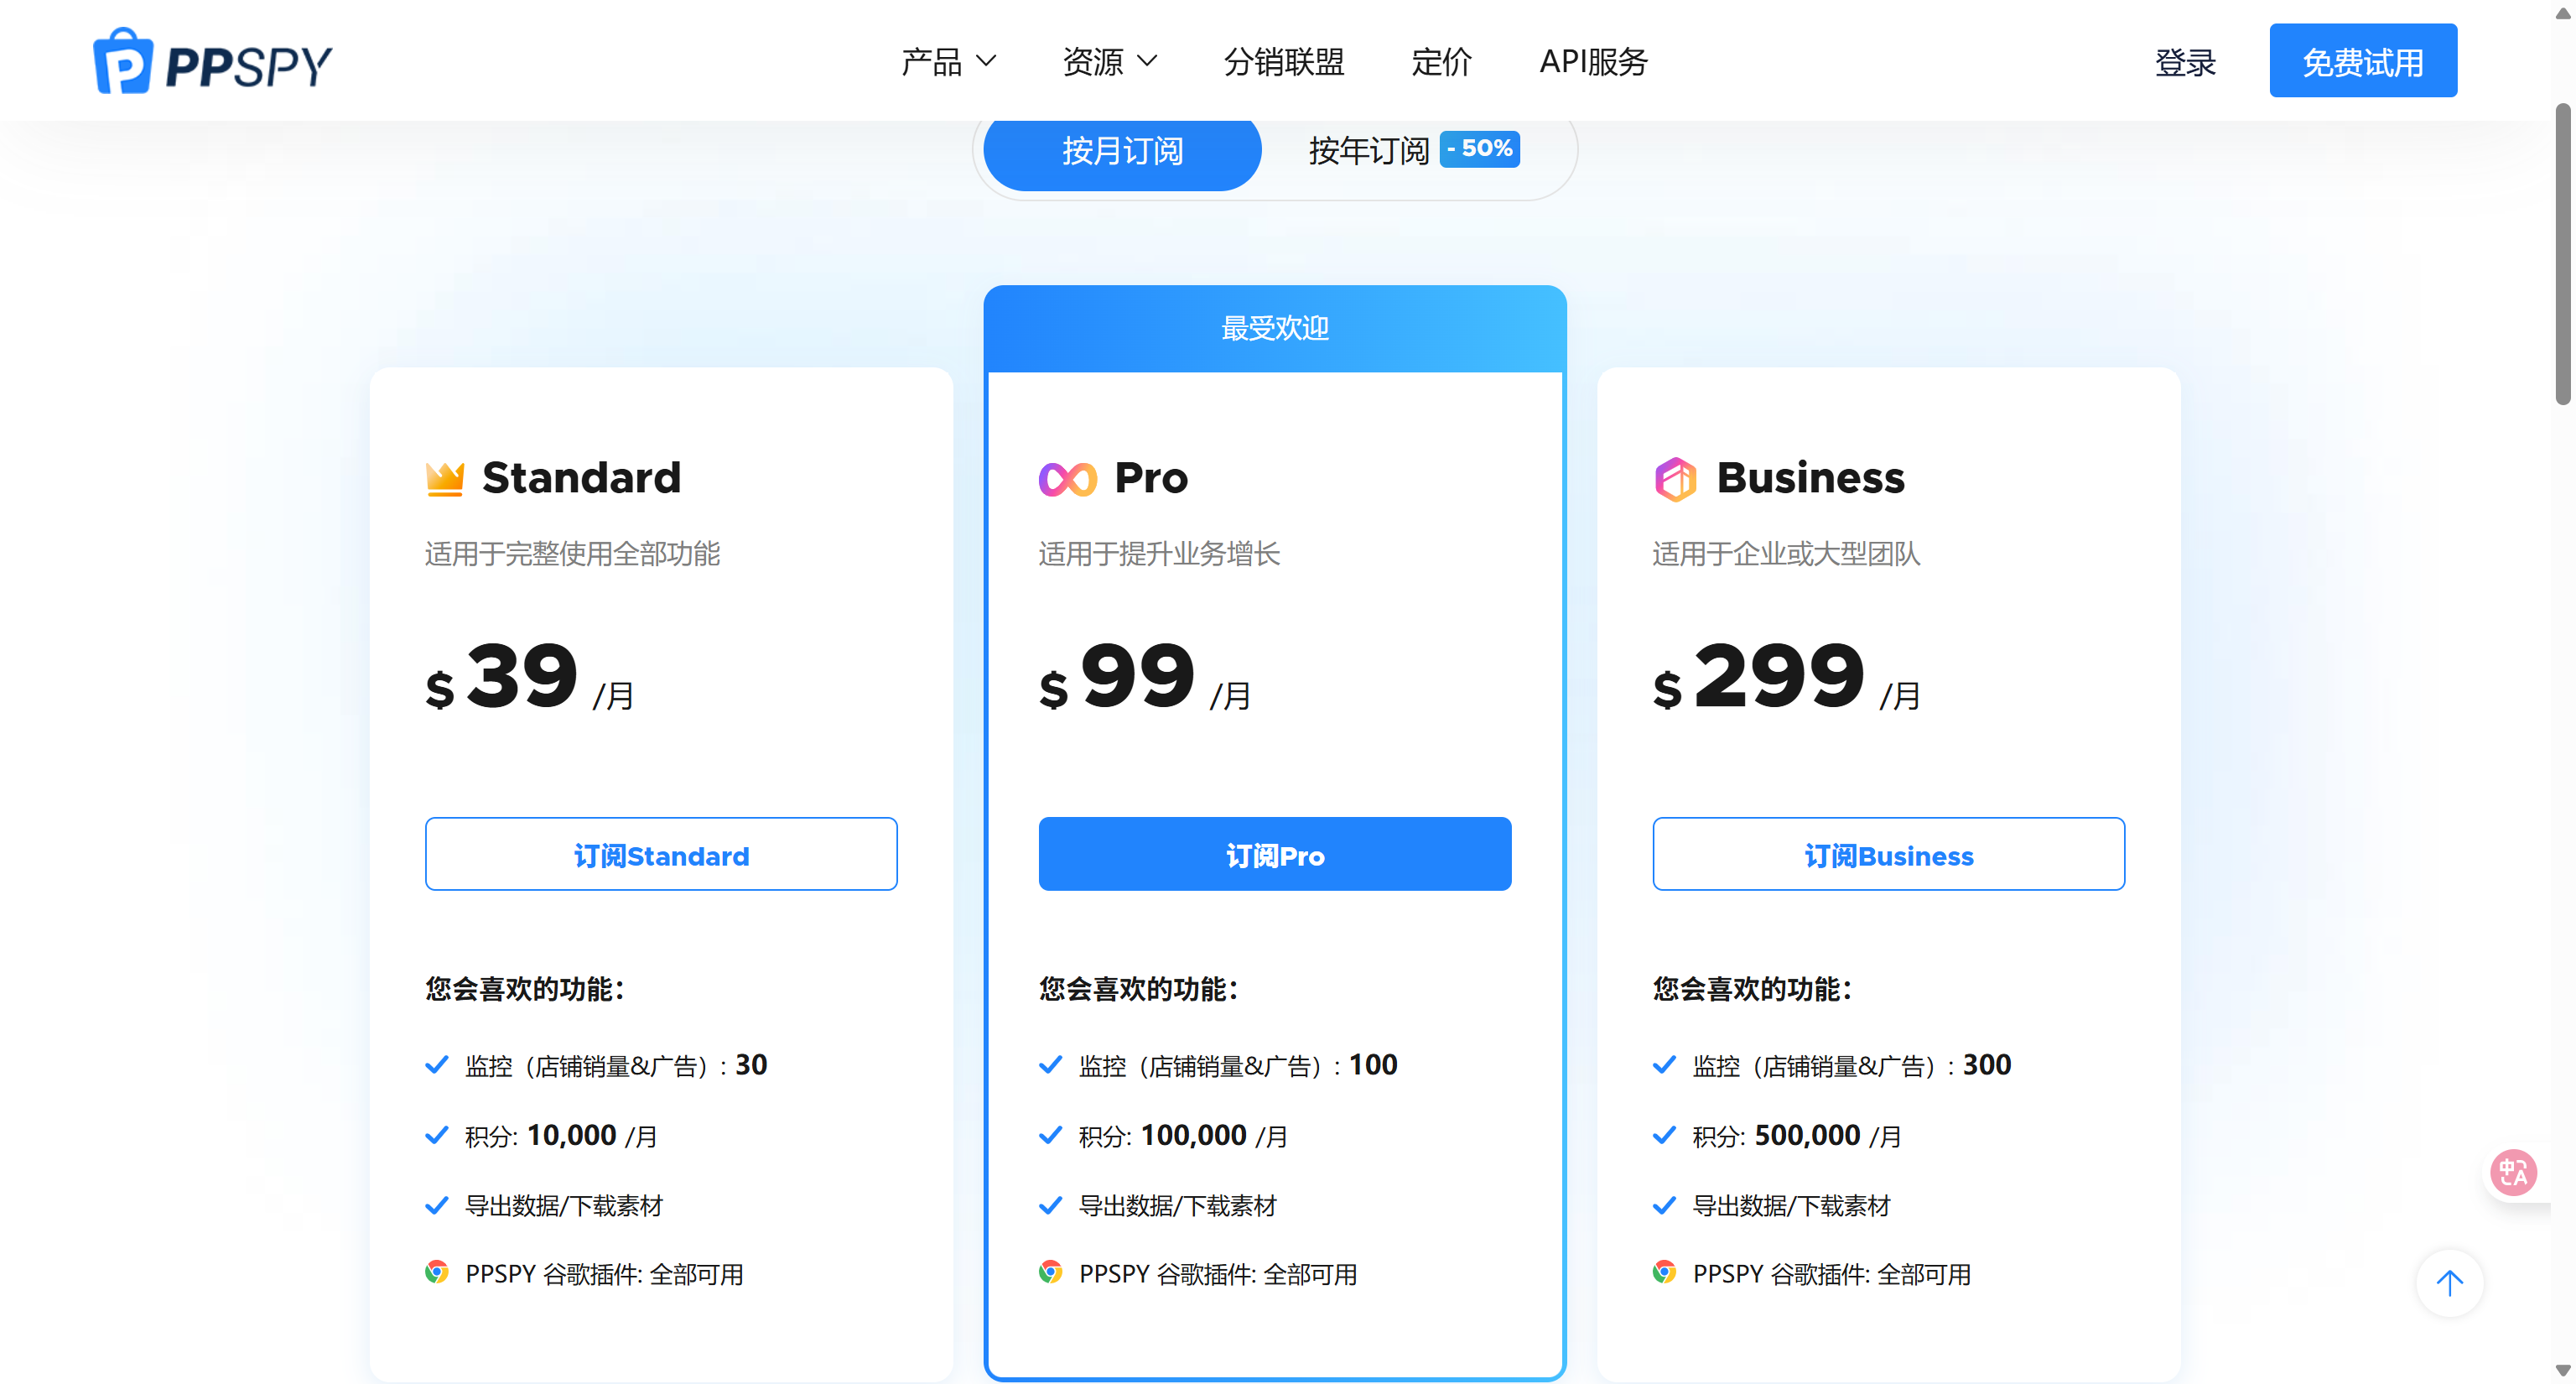 PPSPY 产品 资源 分销联盟 定价 API服务 登录 免费试用
按月订阅 按年订阅 - 50%
最受欢迎
Standard
适用于完整使用全部功能
$ 39 /月
订阅Standard
您会喜欢的功能：
监控（店铺销量&广告）: 30
积分: 10,000 /月
导出数据/下载素材
PPSPY 谷歌插件: 全部可用
Pro
适用于提升业务增长
$ 99 /月
订阅Pro
您会喜欢的功能：
监控（店铺销量&广告）: 100
积分: 100,000 /月
导出数据/下载素材
PPSPY 谷歌插件: 全部可用
Business
适用于企业或大型团队
$ 299 /月
订阅Business
您会喜欢的功能：
监控（店铺销量&广告）: 300
积分: 500,000 /月
导出数据/下载素材
PPSPY 谷歌插件: 全部可用
中A